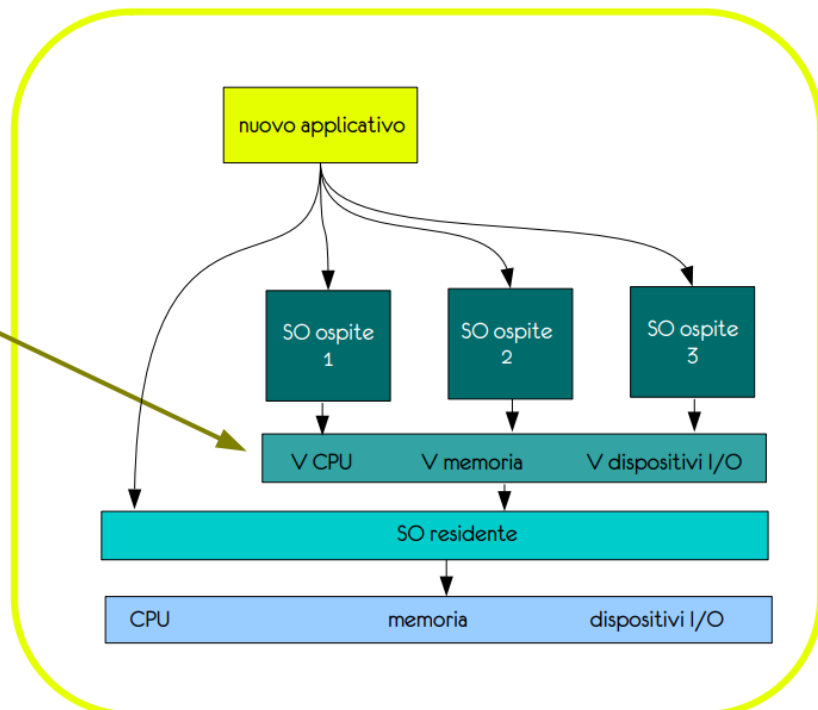 nuovo applicativo
SO ospite
1
SO ospite
2
SO ospite
3
V CPU V memoria V dispositivi I/O
SO residente
CPU memoria dispositivi I/O